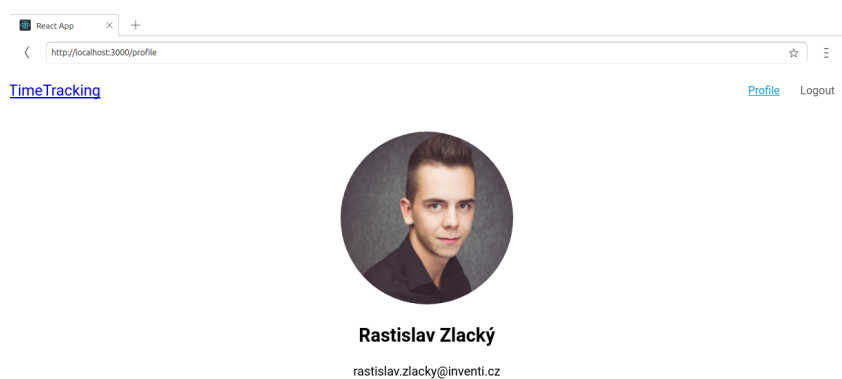 React App
http://localhost:3000/profile
TimeTracking Profile Logout
Rastislav Zlacký
rastislav.zlacky@inventi.cz